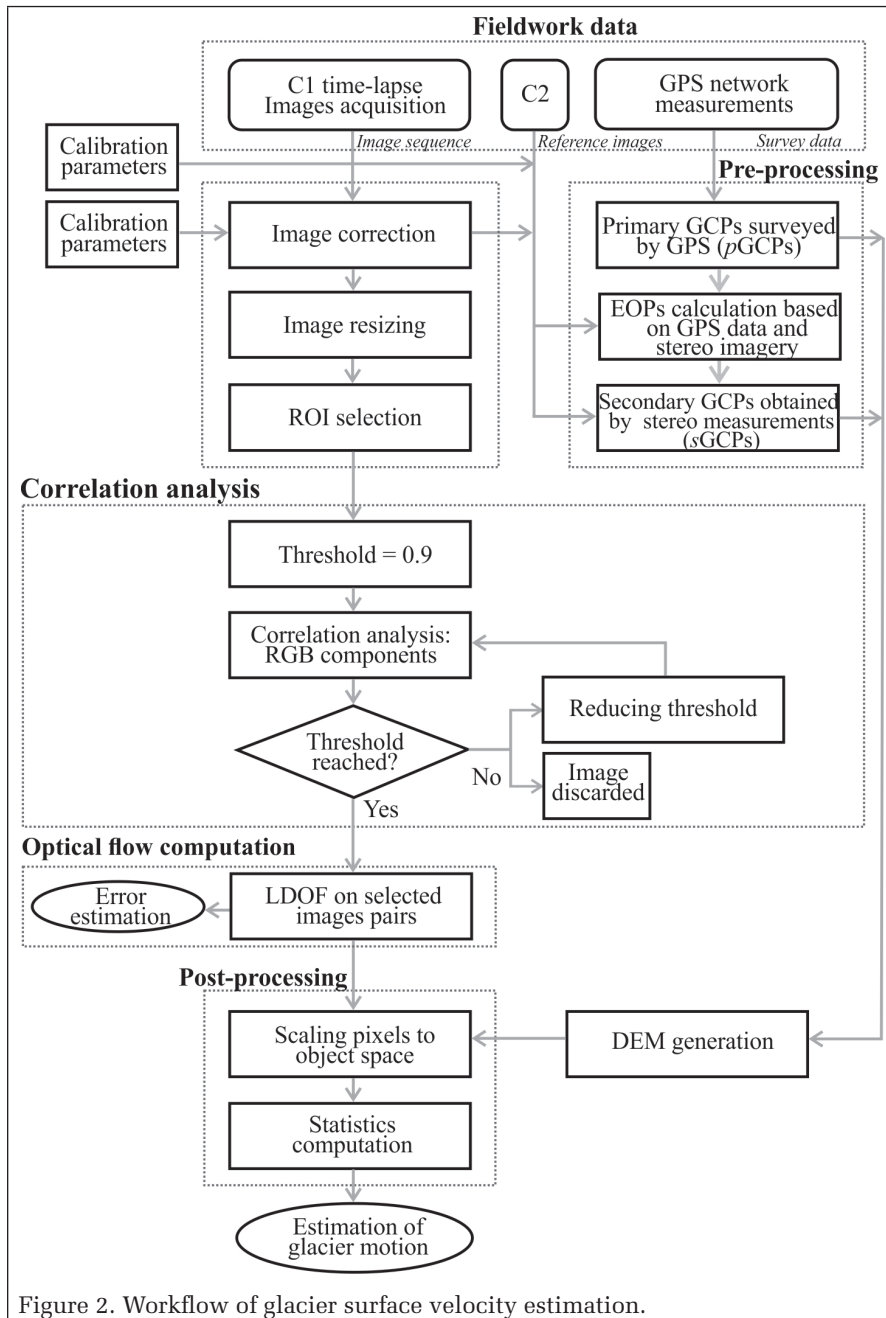 Fieldwork data
C1 time-lapse
Images acquisition
C2
GPS network
measurements
Image sequence
Reference images
Survey data
Calibration
parameters
Pre-processing
Calibration
parameters
Image correction
Image resizing
ROI selection
Primary GCPs surveyed
by GPS (pGCPs)
EOPs calculation based
on GPS data and
stereo imagery
Secondary GCPs obtained
by stereo measurements
(sGCPs)
Correlation analysis
Threshold = 0.9
Correlation analysis:
RGB components
Threshold
reached?
No
Reducing threshold
Image
discarded
Yes
Optical flow computation
Error
estimation
LDOF on selected
images pairs
Post-processing
Scaling pixels to
object space
DEM generation
Statistics
computation
Estimation of
glacier motion
Figure 2. Workflow of glacier surface velocity estimation.